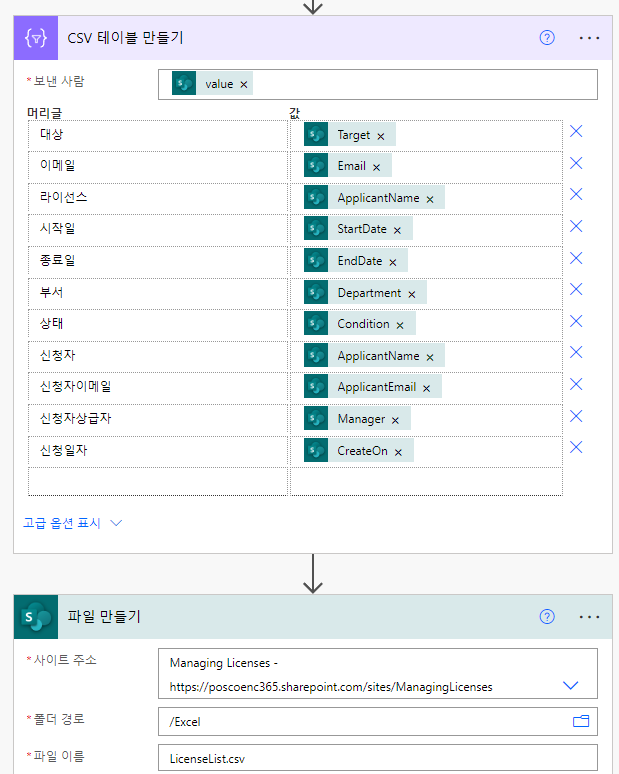 CSV 테이블 만들기
* 보낸 사람 value ×
머리글 값
대상 Target ×
이메일 Email ×
라이선스 ApplicantName ×
시작일 StartDate ×
종료일 EndDate ×
부서 Department ×
상태 Condition ×
신청자 ApplicantName ×
신청자이메일 ApplicantEmail ×
신청자상급자 Manager ×
신청일자 CreateOn ×
고급 옵션 표시
파일 만들기
* 사이트 주소 Managing Licenses -
https://poscoenc365.sharepoint.com/sites/ManagingLicenses
* 폴더 경로 /Excel
* 파일 이름 LicenseList.csv